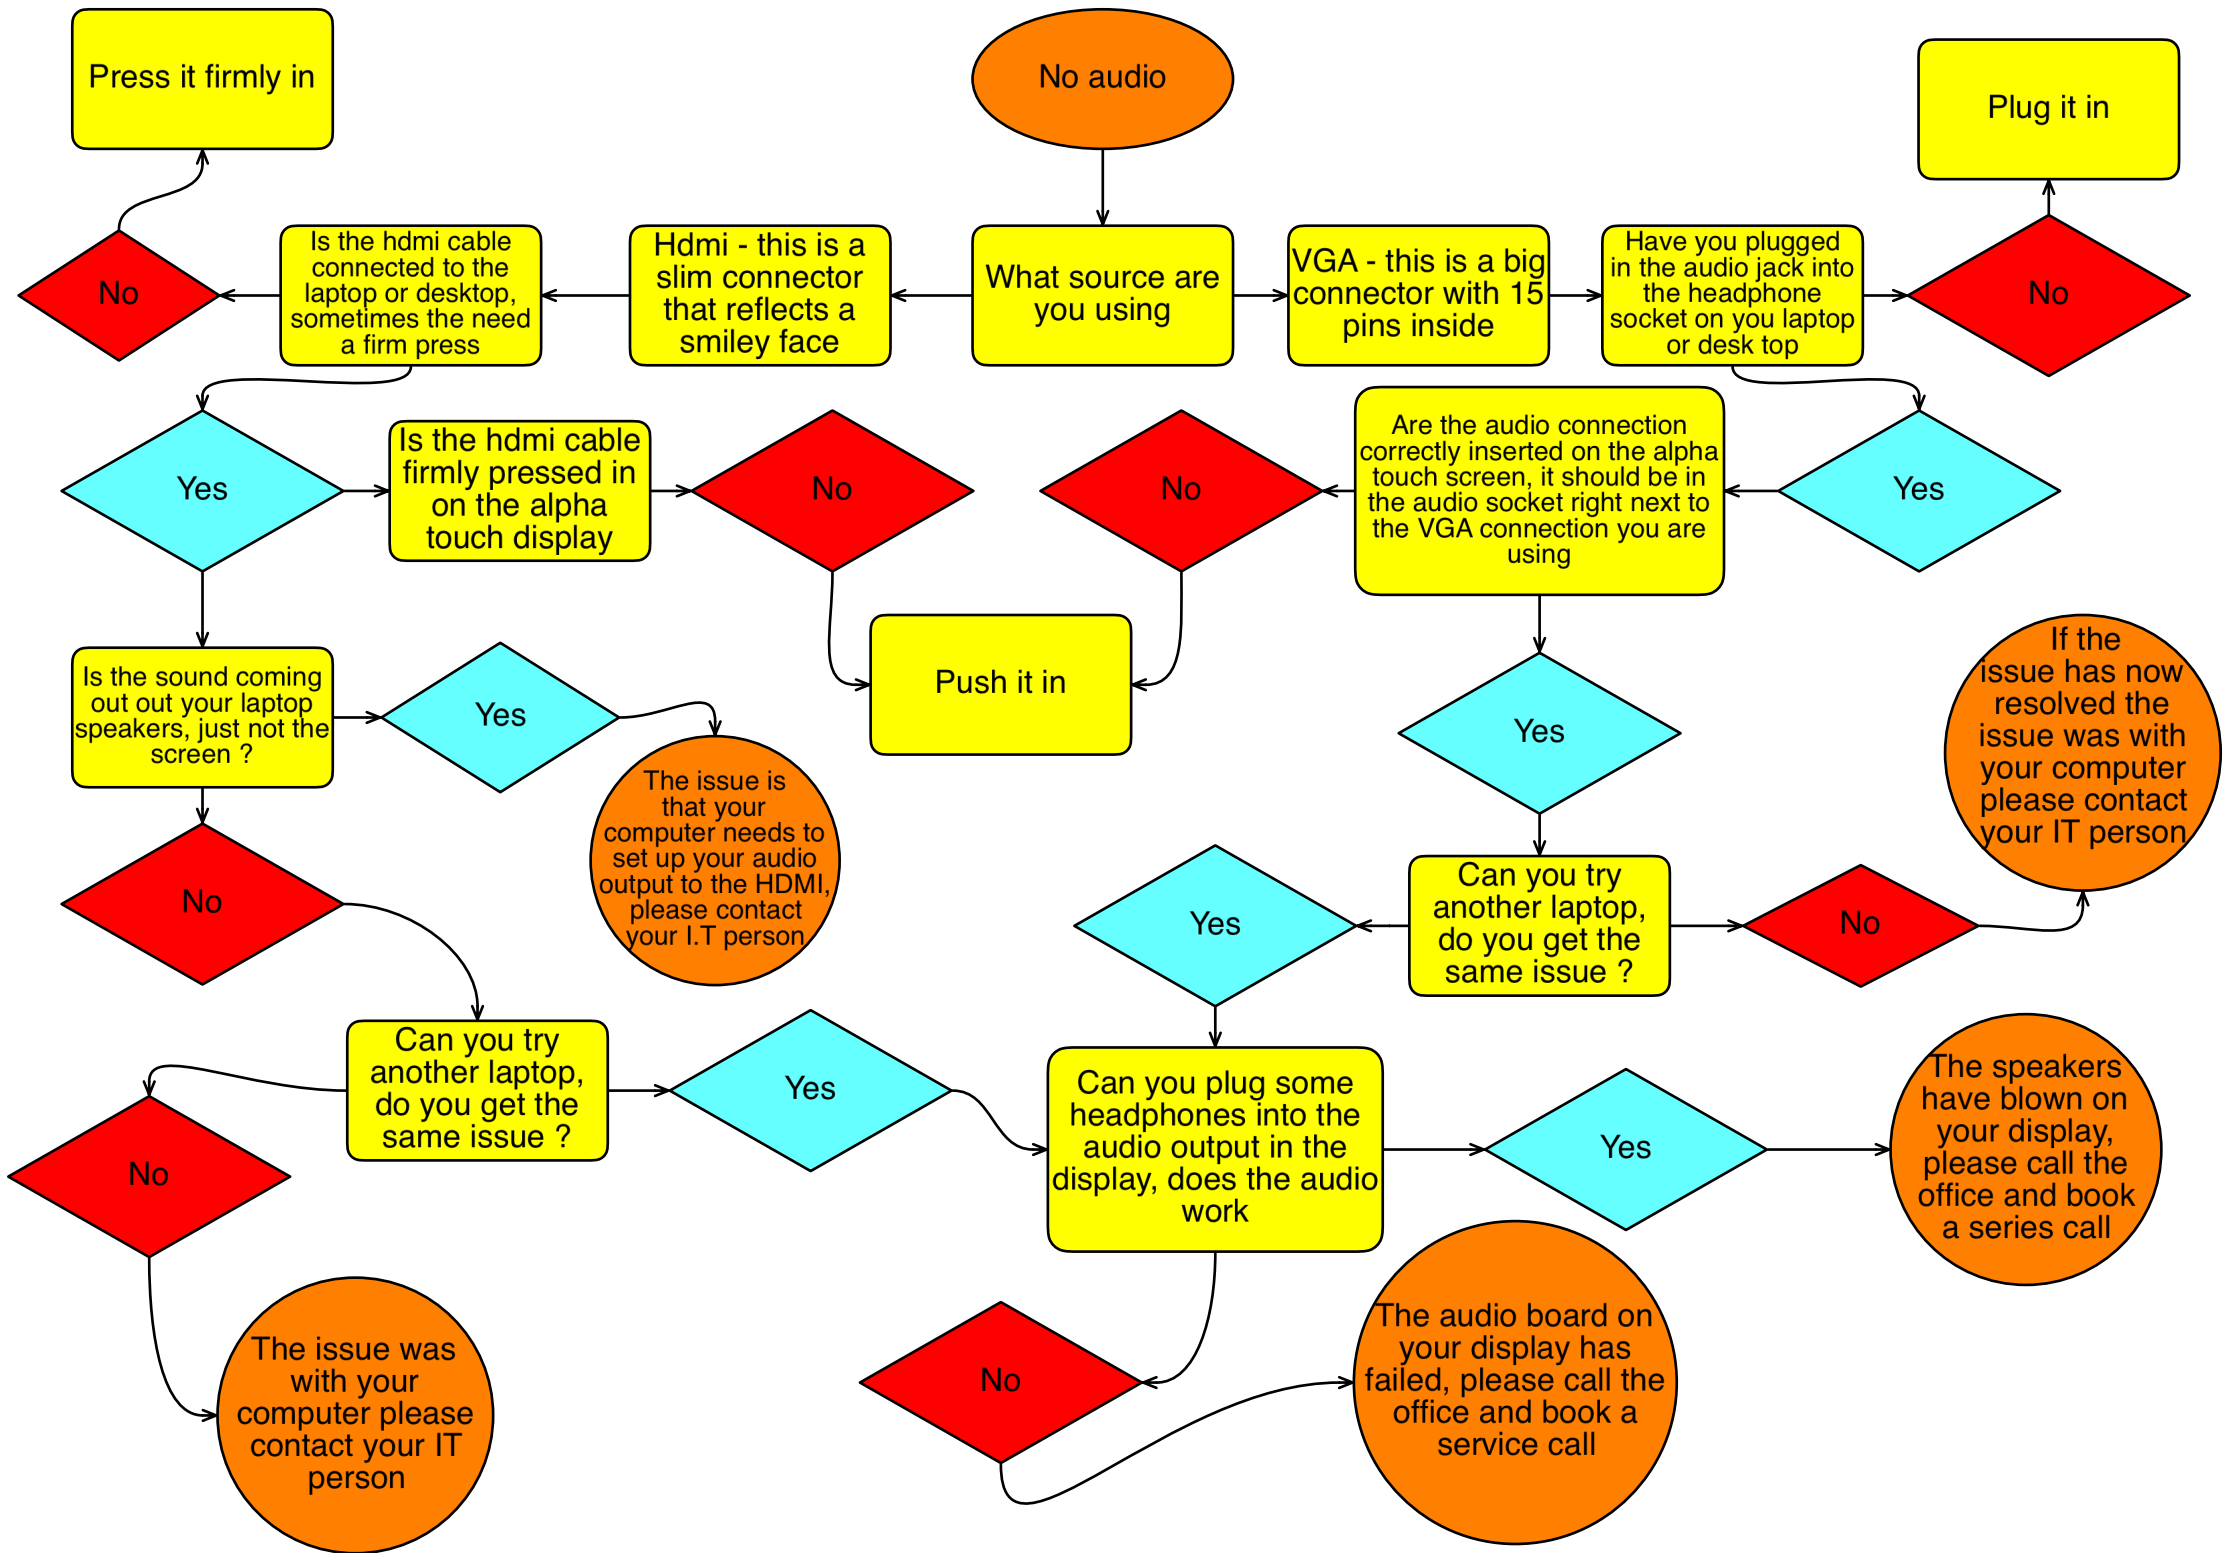 Press it firmly in
No audio
Plug it in
No
Is the hdmi cable
connected to the
laptop or desktop,
sometimes the need
a firm press
Hdmi - this is a
slim connector
that reflects a
smiley face
What source are
you using
VGA - this is a big
connector with 15
pins inside
Have you plugged
in the audio jack into
the headphone
socket on you laptop
or desk top
No
Yes
Is the hdmi cable
firmly pressed in
on the alpha
touch display
No
No
Are the audio connection
correctly inserted on the alpha
touch screen, it should be in
the audio socket right next to
the VGA connection you are
using
Yes
Is the sound coming
out out your laptop
speakers, just not the
screen ?
Yes
Push it in
Yes
If the
issue has now
resolved the
issue was with
your computer
please contact
your IT person
The issue is
that your
computer needs to
set up your audio
output to the HDMI,
please contact
your I.T person
No
Yes
Can you try
another laptop,
do you get the
same issue ?
No
Can you try
another laptop,
do you get the
same issue ?
Yes
Can you plug some
headphones into the
audio output in the
display, does the audio
work
Yes
The speakers
have blown on
your display,
please call the
office and book
a series call
No
The issue was
with your
computer please
contact your IT
person
No
The audio board on
your display has
failed, please call the
office and book a
service call